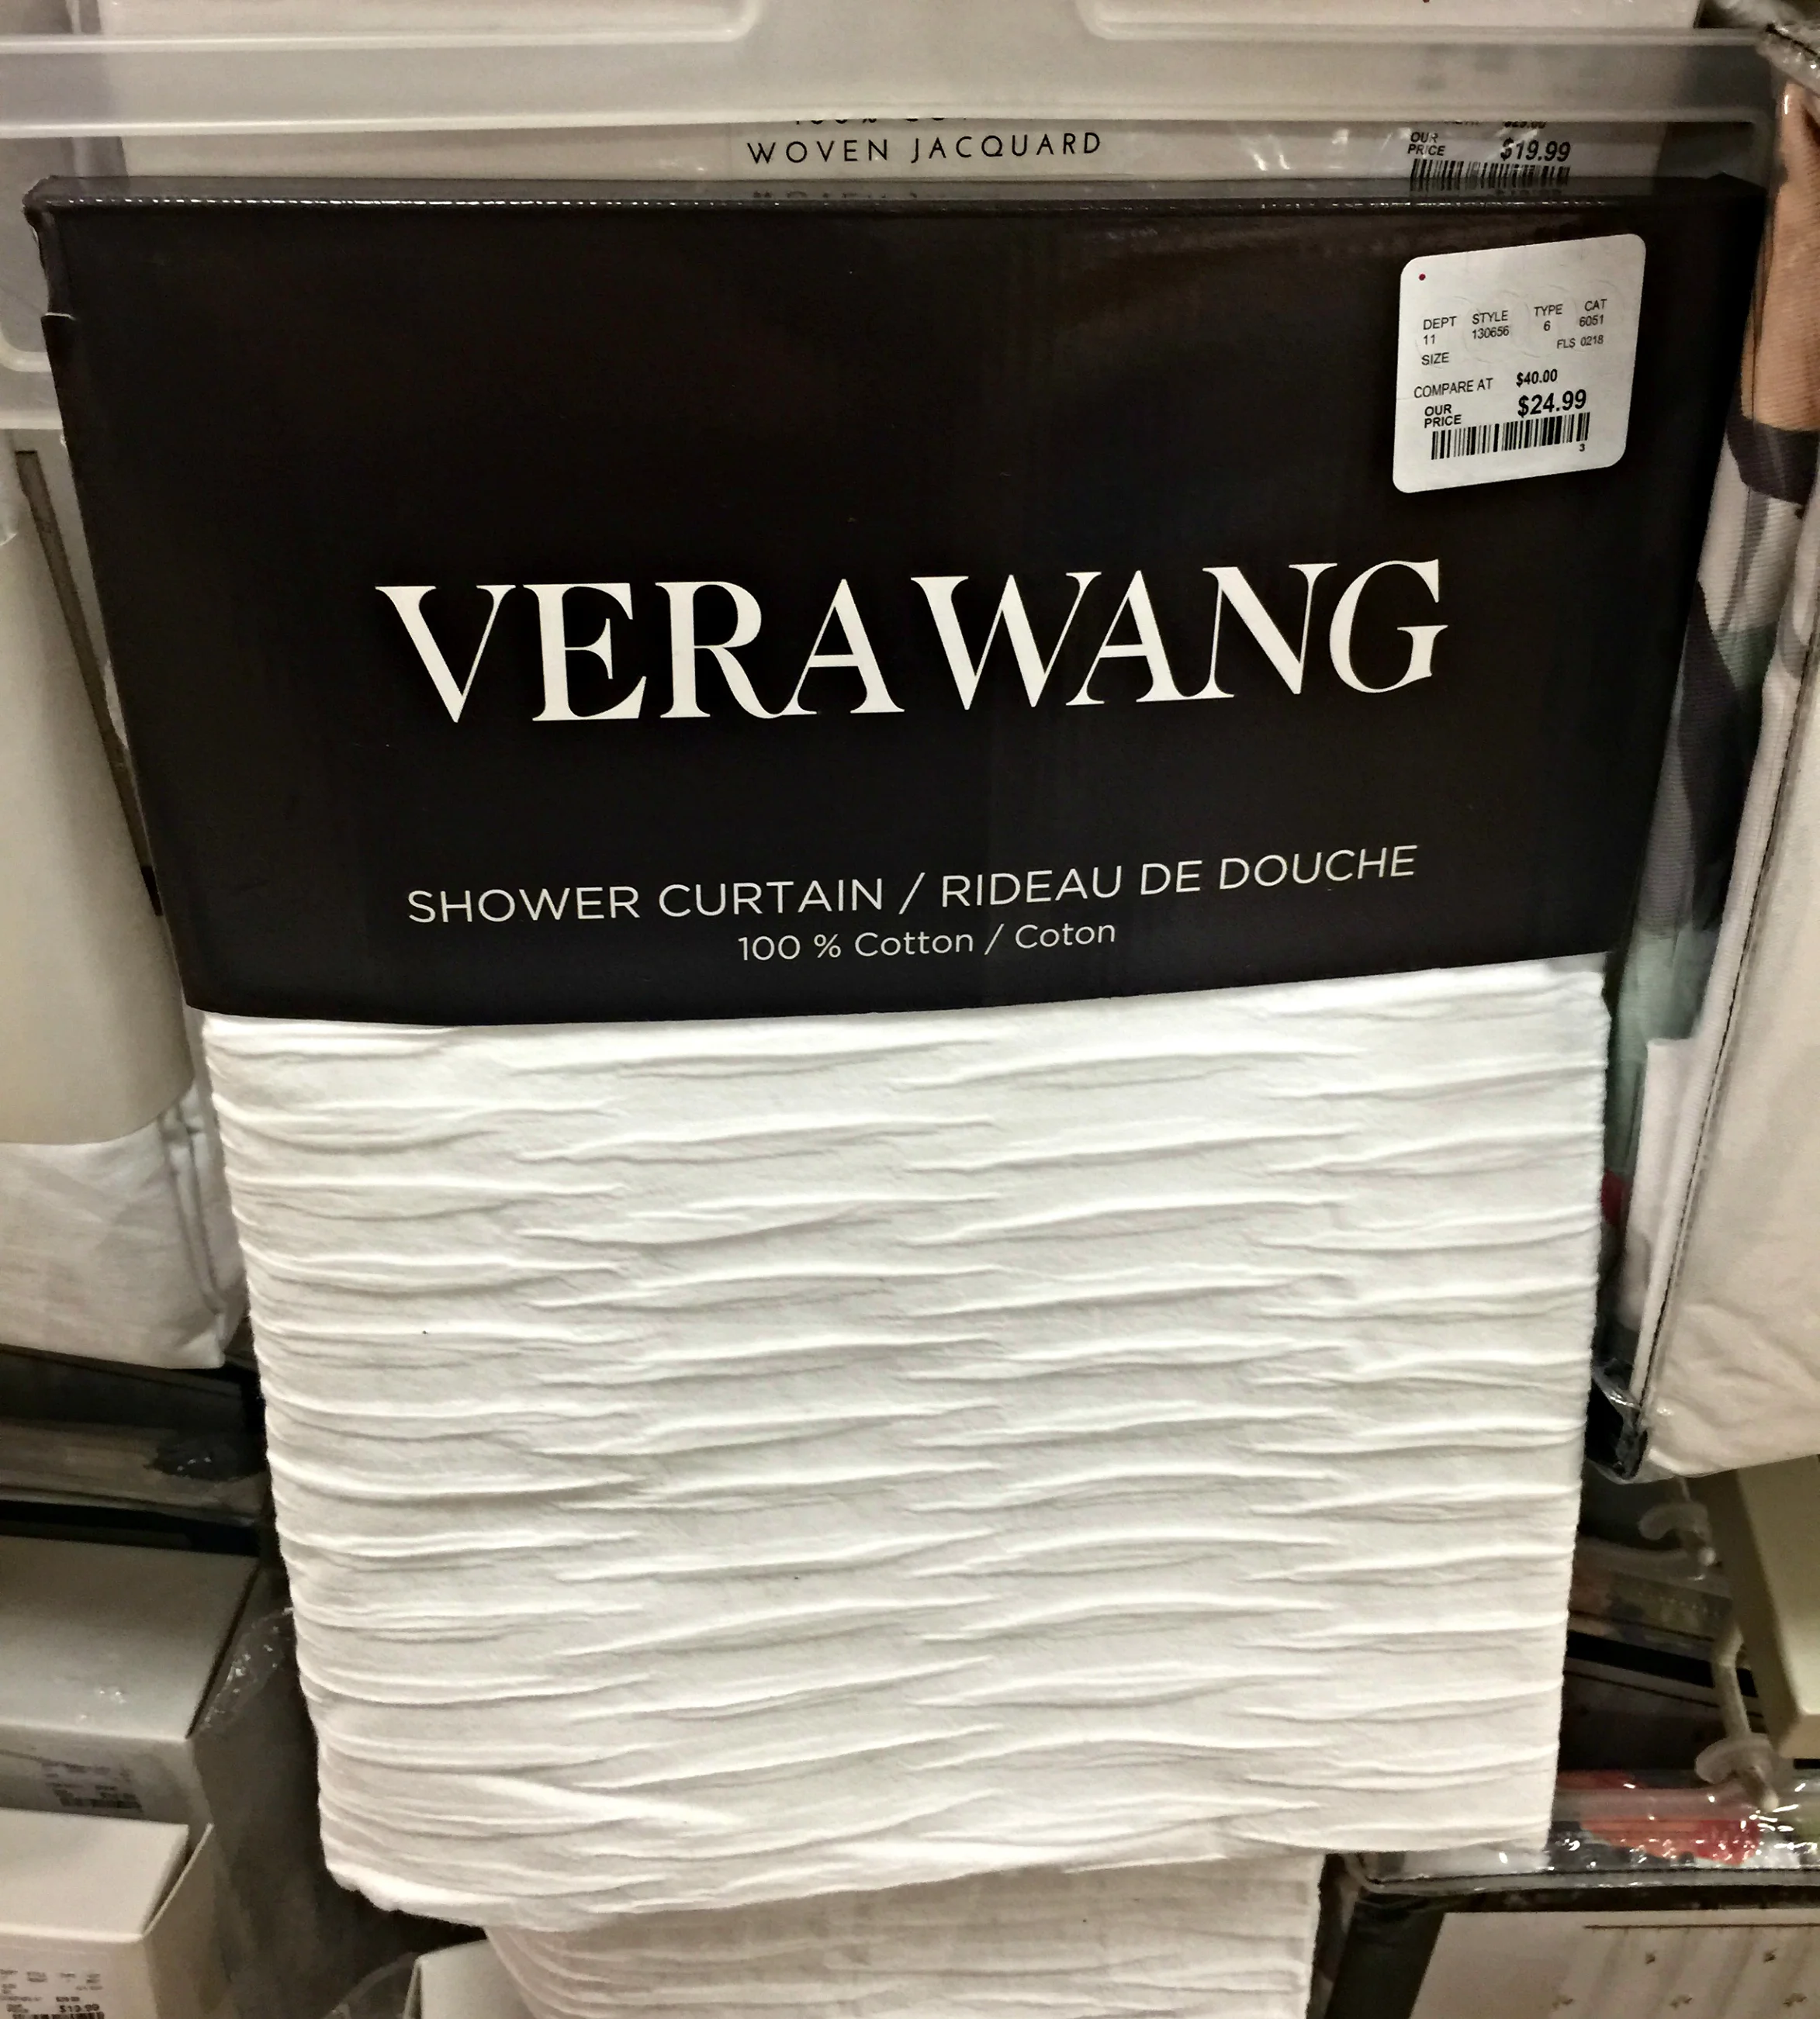 WOVEN JACQUARD
OUR PRICE $19.99
DEPT STYLE TYPE CAT
11 130656 6 6051
SIZE FLS 0218
COMPARE AT $40.00
OUR PRICE $24.99
3
VERA WANG
SHOWER CURTAIN / RIDEAU DE DOUCHE
100 % Cotton / Coton